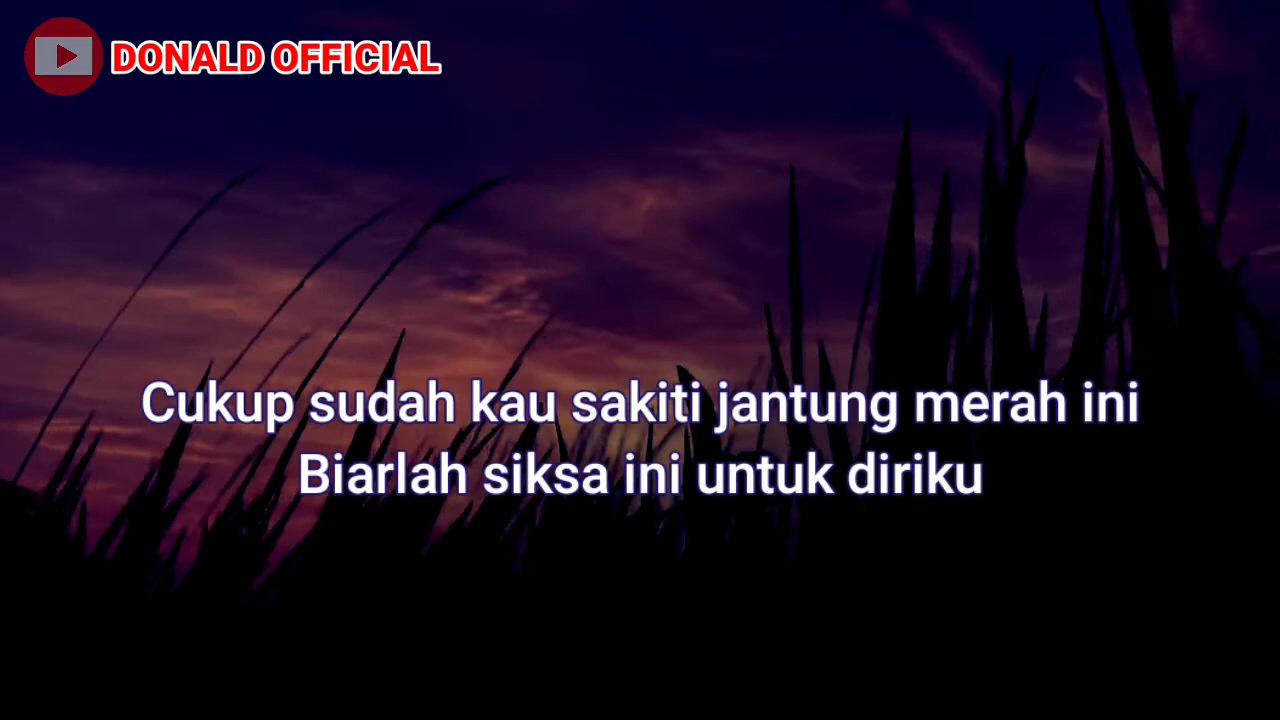 DONALD OFFICIAL
Cukup sudah kau sakiti jantung merah ini
Biarlah siksa ini untuk diriku